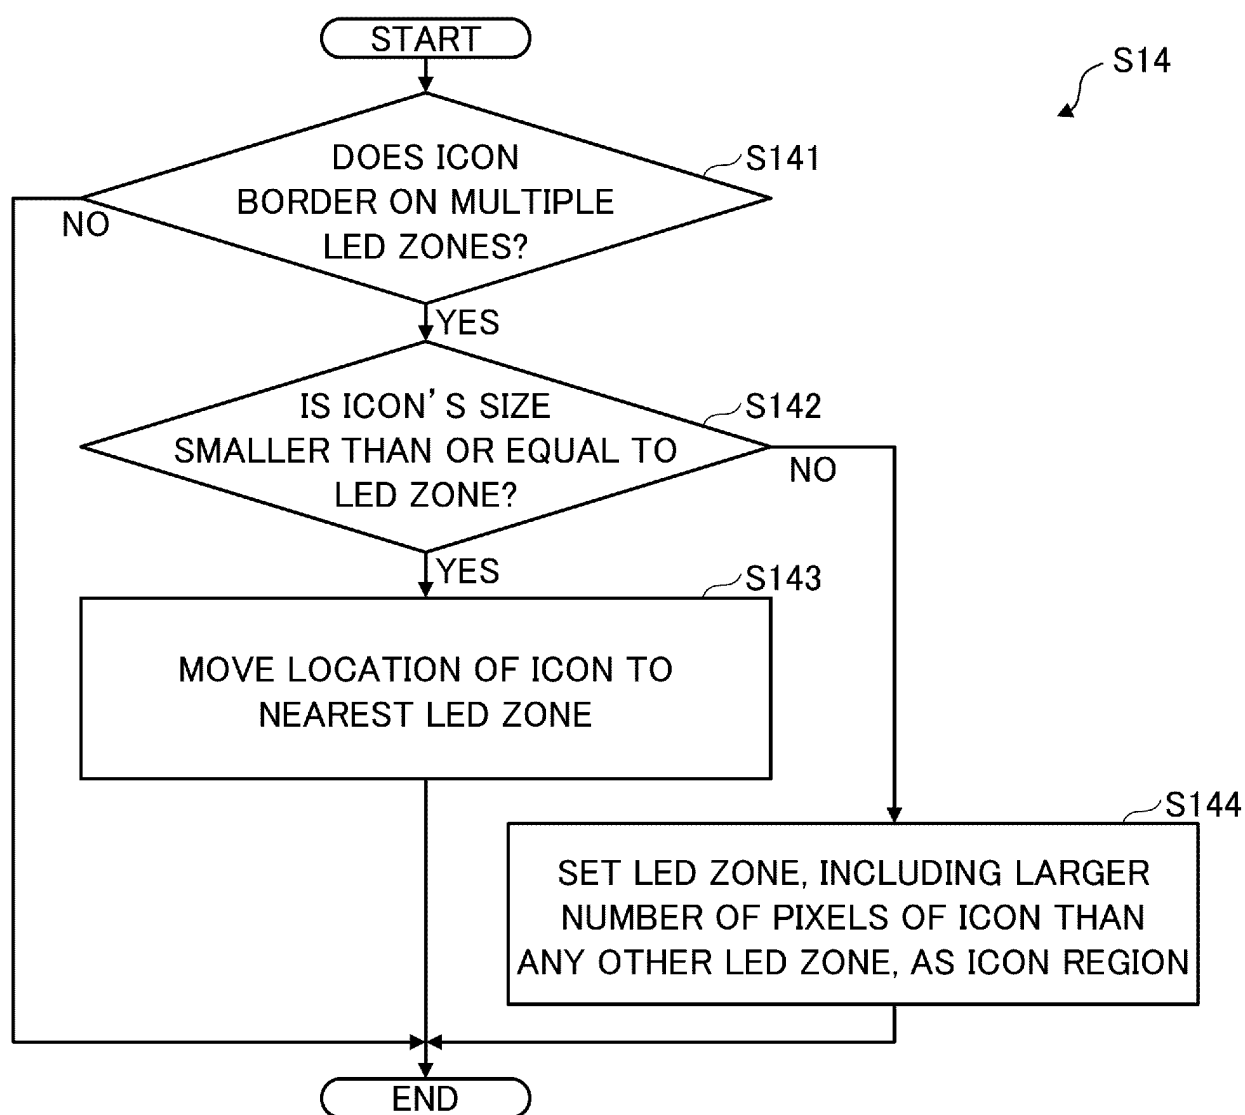 START
S14
S141
DOES ICON
BORDER ON MULTIPLE
LED ZONES?
NO
YES
S142
IS ICON'S SIZE
SMALLER THAN OR EQUAL TO
LED ZONE?
NO
YES
S143
MOVE LOCATION OF ICON TO
NEAREST LED ZONE
S144
SET LED ZONE, INCLUDING LARGER
NUMBER OF PIXELS OF ICON THAN
ANY OTHER LED ZONE, AS ICON REGION
END